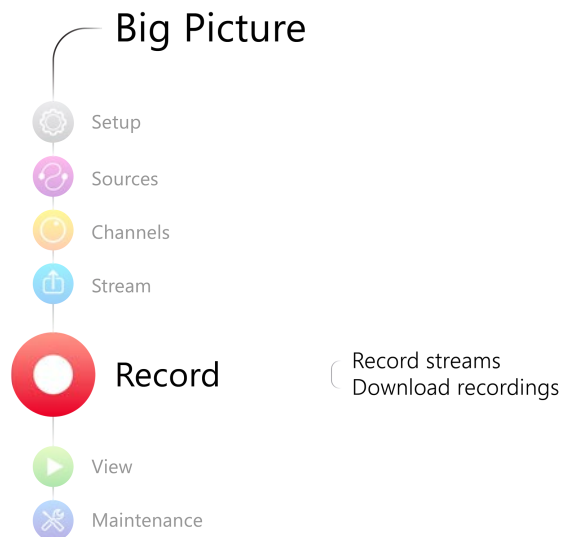 Big Picture
Setup
Sources
Channels
Stream
Record
Record streams
Download recordings
View
Maintenance